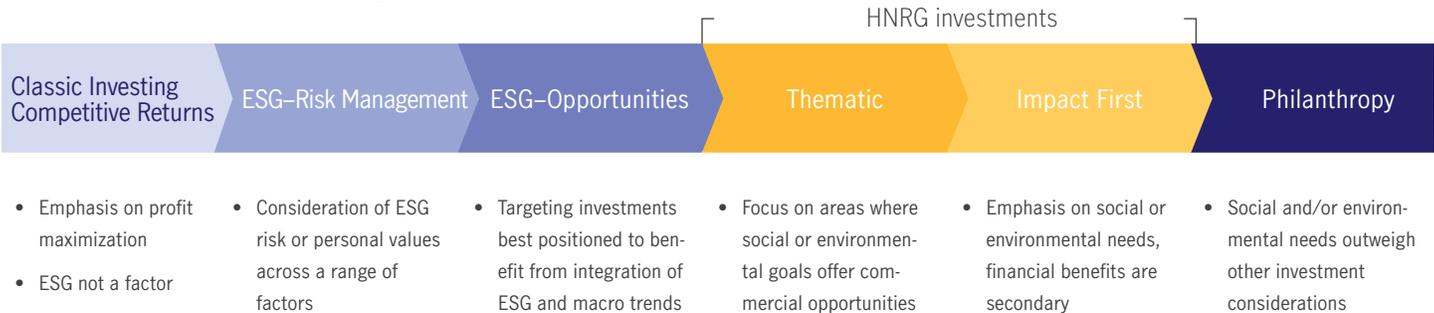 HNRG investments
Classic Investing
Competitive Returns
ESG–Risk Management
ESG–Opportunities
Thematic
Impact First
Philanthropy
• Emphasis on profit
maximization
• ESG not a factor
• Consideration of ESG
risk or personal values
across a range of
factors
• Targeting investments
best positioned to ben-
efit from integration of
ESG and macro trends
• Focus on areas where
social or environmen-
tal goals offer com-
mercial opportunities
• Emphasis on social or
environmental needs,
financial benefits are
secondary
• Social and/or environ-
mental needs outweigh
other investment
considerations